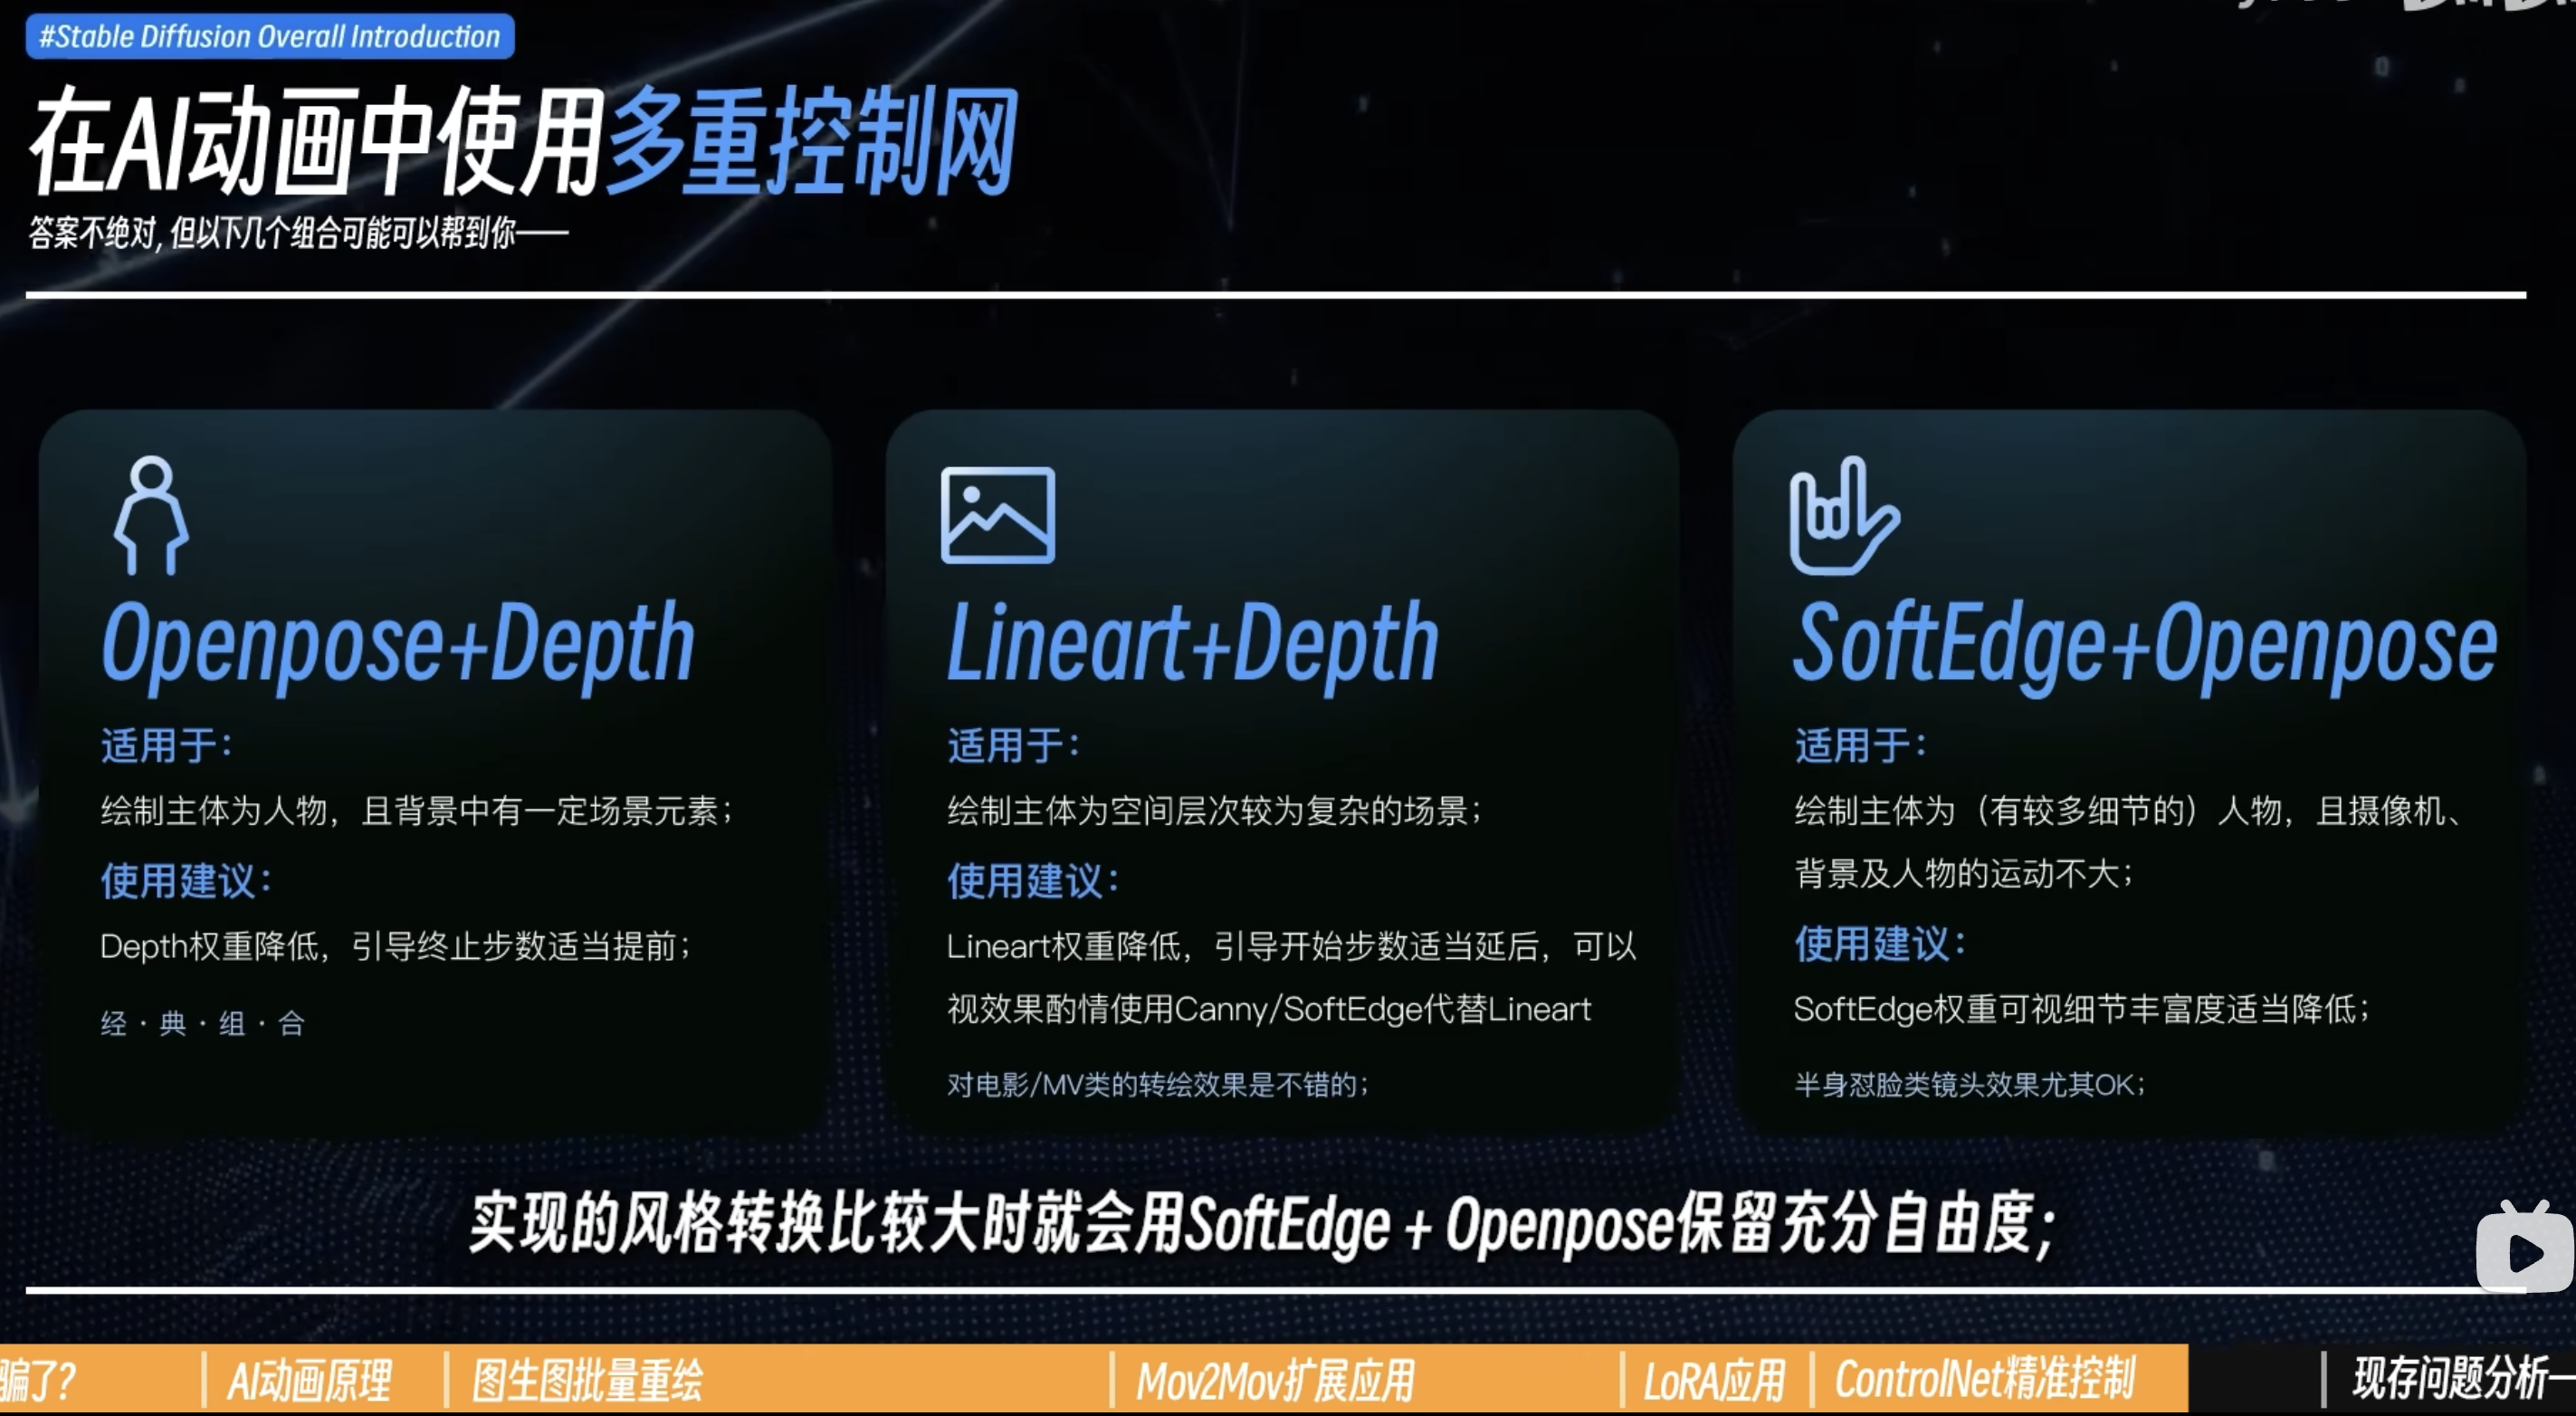 #Stable Diffusion Overall Introduction
在AI动画中使用多重控制网
答案不绝对, 但以下几个组合可能可以帮到你——
Openpose+Depth
适用于：
绘制主体为人物，且背景中有一定场景元素；
使用建议：
Depth权重降低，引导终止步数适当提前；
经 · 典 · 组 · 合
Lineart+Depth
适用于：
绘制主体为空间层次较为复杂的场景；
使用建议：
Lineart权重降低，引导开始步数适当延后，可以
视效果酌情使用Canny/SoftEdge代替Lineart
对电影/MV类的转绘效果是不错的；
SoftEdge+Openpose
适用于：
绘制主体为（有较多细节的）人物，且摄像机、
背景及人物的运动不大；
使用建议：
SoftEdge权重可视细节丰富度适当降低；
半身怼脸类镜头效果尤其OK；
实现的风格转换比较大时就会用SoftEdge + Openpose保留充分自由度；
骗了?
AI动画原理
图生图批量重绘
Mov2Mov扩展应用
LoRA应用
ControlNet精准控制
现存问题分析—